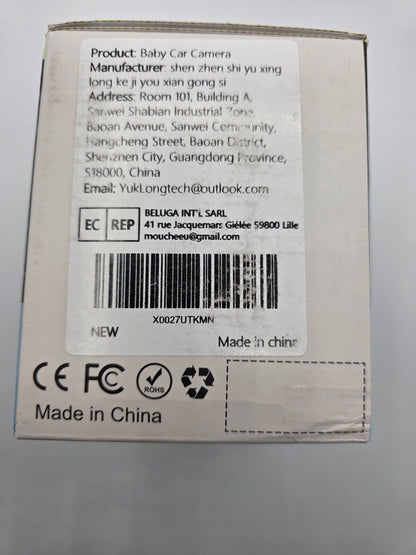 Product: Baby Car Camera
Manufacturer: shen zhen shi yu xing
long ke ji you xian gong si
Address: Room 101, Building A,
Sanwei Shabian Industrial Zone,
Baoan Avenue, Sanwei Community,
Hangcheng Street, Baoan District,
Shenzhen City, Guangdong Province,
518000, China
Email: YukLongtech@outlook.com
EC REP
BELUGA INT'L SARL
41 rue Jacquemars Giélée 59800 Lille
moucheeu@gmail.com
X0027UTKMN
NEW
Made in china
CE FC ROHS
Made in China